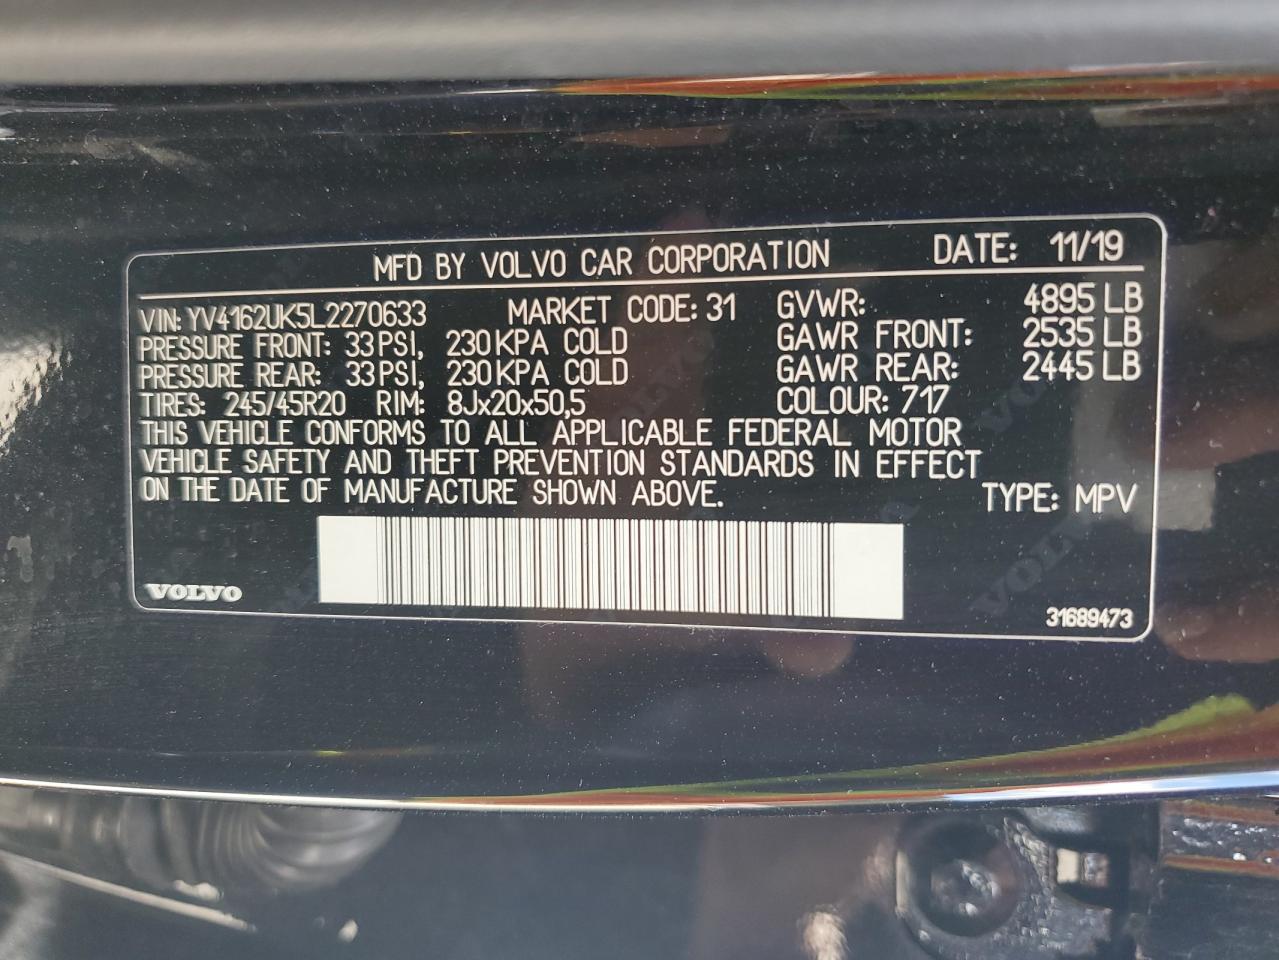 MFD BY VOLVO CAR CORPORATION DATE: 11/19
VIN: YV4162UK5L2270633 MARKET CODE: 31 GVWR: 4895 LB
PRESSURE FRONT: 33 PSI, 230 KPA COLD GAWR FRONT: 2535 LB
PRESSURE REAR: 33 PSI, 230 KPA COLD GAWR REAR: 2445 LB
TIRES: 245/45R20 RIM: 8Jx20x50,5 COLOUR: 717
THIS VEHICLE CONFORMS TO ALL APPLICABLE FEDERAL MOTOR
VEHICLE SAFETY AND THEFT PREVENTION STANDARDS IN EFFECT
ON THE DATE OF MANUFACTURE SHOWN ABOVE. TYPE: MPV
VOLVO
31689473